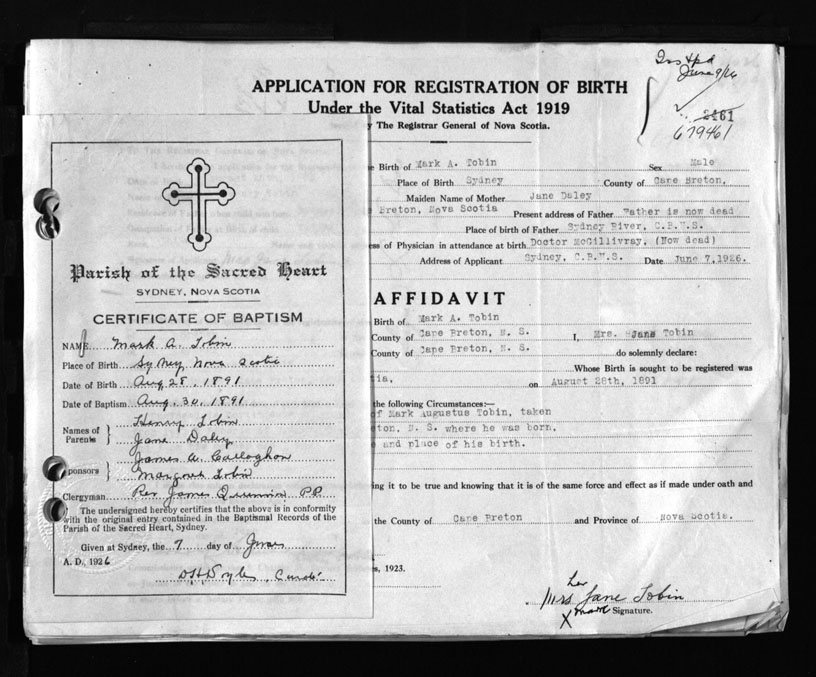 June 9/26
2461
679461
APPLICATION FOR REGISTRATION OF BIRTH
Under the Vital Statistics Act 1919
The Registrar General of Nova Scotia.
Birth of Mark A. Tobin Sex Male
Place of Birth Sydney County of Cape Breton,
Maiden Name of Mother Jane Daley
Breton, Nova Scotia Present address of Father Father is now dead
Place of birth of Father Sydney River, C.B.N.S.
ess of Physician in attendance at birth Doctor McGillivray, (Now dead)
Address of Applicant Sydney, C.B.N.S. Date June 7, 1926.
AFFIDAVIT
Birth of Mark A. Tobin
County of Cape Breton, N. S. I, Mrs. Jane Tobin
County of Cape Breton, N. S. do solemnly declare:
Whose Birth is sought to be registered was
tia, on August 28th, 1891
the following Circumstances:—
of Mark Augustus Tobin, taken
ton, N. S. where he was born,
e and place of his birth.
ing it to be true and knowing that it is of the same force and effect as if made under oath and
the County of Cape Breton and Province of Nova Scotia.
s, 1923.
her
Mrs Jane Tobin
X mark Signature.
Parish of the Sacred Heart
SYDNEY, NOVA SCOTIA
CERTIFICATE OF BAPTISM
NAME Mark A Tobin
Place of Birth Sydney Nova Scotia
Date of Birth Aug 28, 1891
Date of Baptism Aug. 30, 1891
Names of Parents } Henry Tobin
Jane Daley
Sponsors } James A. Callaghan
Margaret Tobin
Clergyman Rev James Quinnan P.P.
The undersigned hereby certifies that the above is in conformity
with the original entry contained in the Baptismal Records of the
Parish of the Sacred Heart, Sydney.
Given at Sydney, the 7 day of June
A. D., 1926
Curate